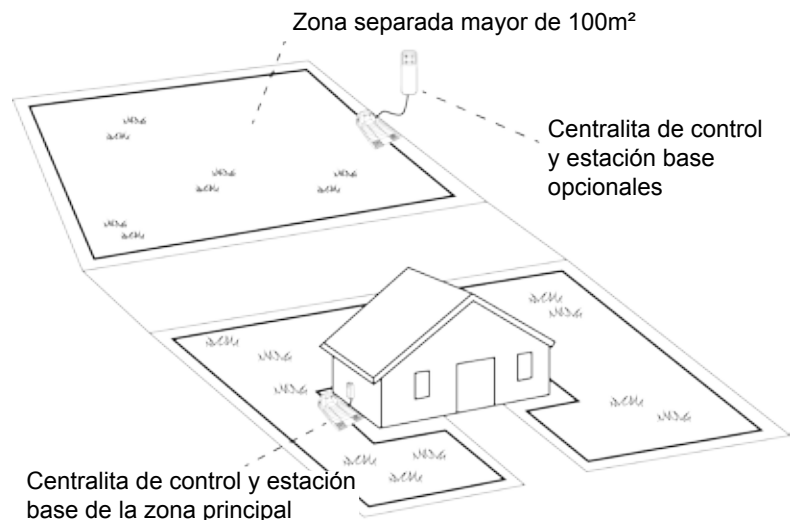 Zona separada mayor de 100m²
Centralita de control
y estación base
opcionales
Centralita de control y estación
base de la zona principal